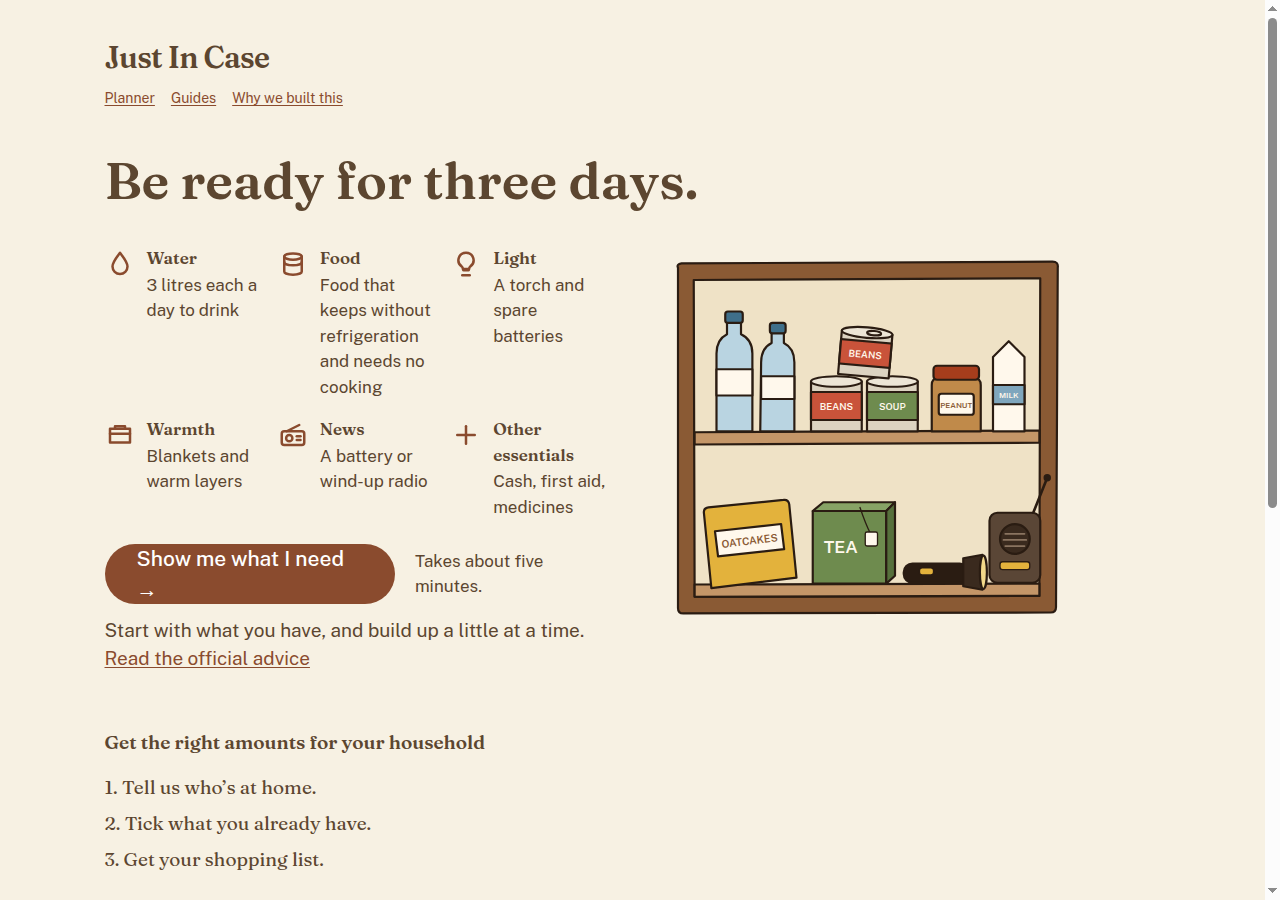 Just In Case
Planner Guides Why we built this
Be ready for three days.
Water
3 litres each a
day to drink
Food
Food that
keeps without
refrigeration
and needs no
cooking
Light
A torch and
spare
batteries
Warmth
Blankets and
warm layers
News
A battery or
wind-up radio
Other
essentials
Cash, first aid,
medicines
Show me what I need
→
Takes about five
minutes.
Start with what you have, and build up a little at a time.
Read the official advice
BEANS
BEANS
SOUP
PEANUT
MILK
OATCAKES
TEA
Get the right amounts for your household
1. Tell us who’s at home.
2. Tick what you already have.
3. Get your shopping list.